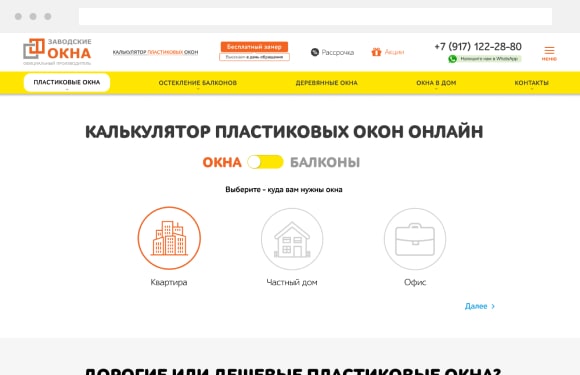 ЗАВОДСКИЕ
ОКНА
ОФИЦИАЛЬНЫЙ ПРОИЗВОДИТЕЛЬ
КАЛЬКУЛЯТОР ПЛАСТИКОВЫХ ОКОН
Бесплатный замер
в день обращения
Рассрочка
Акции
+7 (917) 122-28-80
Напишите нам в WhatsApp
МЕНЮ
ПЛАСТИКОВЫЕ ОКНА
ОСТЕКЛЕНИЕ БАЛКОНОВ
ДЕРЕВЯННЫЕ ОКНА
ОКНА В ДОМ
КОНТАКТЫ
КАЛЬКУЛЯТОР ПЛАСТИКОВЫХ ОКОН ОНЛАЙН
ОКНА БАЛКОНЫ
Выберите - куда вам нужны окна
Квартира
Частный дом
Офис
Далее
ДОРОГИЕ ИЛИ ДЕШЕВЫЕ ПЛАСТИКОВЫЕ ОКНА?